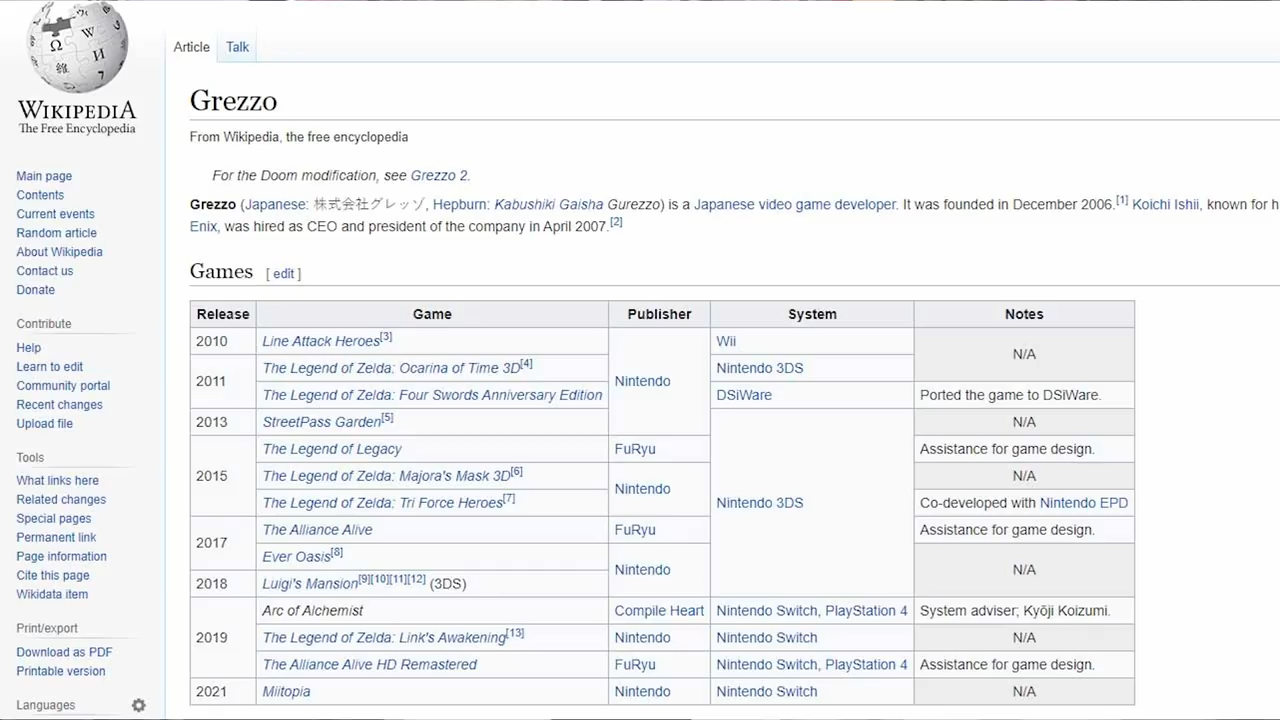 WIKIPEDIA
The Free Encyclopedia
Main page
Contents
Current events
Random article
About Wikipedia
Contact us
Donate
Contribute
Help
Learn to edit
Community portal
Recent changes
Upload file
Tools
What links here
Related changes
Special pages
Permanent link
Page information
Cite this page
Wikidata item
Print/export
Download as PDF
Printable version
Languages
Article Talk
Grezzo
From Wikipedia, the free encyclopedia
For the Doom modification, see Grezzo 2.
Grezzo (Japanese: 株式会社グレッゾ, Hepburn: Kabushiki Gaisha Gurezzo) is a Japanese video game developer. It was founded in December 2006.[1] Koichi Ishii, known for h
Enix, was hired as CEO and president of the company in April 2007.[2]
Games [ edit ]
Release Game Publisher System Notes
2010 Line Attack Heroes[3] Nintendo Wii N/A
2011 The Legend of Zelda: Ocarina of Time 3D[4] Nintendo 3DS
The Legend of Zelda: Four Swords Anniversary Edition DSiWare Ported the game to DSiWare.
2013 StreetPass Garden[5] Nintendo 3DS N/A
2015 The Legend of Legacy FuRyu Assistance for game design.
The Legend of Zelda: Majora's Mask 3D[6] Nintendo N/A
The Legend of Zelda: Tri Force Heroes[7] Co-developed with Nintendo EPD
2017 The Alliance Alive FuRyu Assistance for game design.
Ever Oasis[8] Nintendo N/A
2018 Luigi's Mansion[9][10][11][12] (3DS)
2019 Arc of Alchemist Compile Heart Nintendo Switch, PlayStation 4 System adviser; Kyōji Koizumi.
The Legend of Zelda: Link's Awakening[13] Nintendo Nintendo Switch N/A
The Alliance Alive HD Remastered FuRyu Nintendo Switch, PlayStation 4 Assistance for game design.
2021 Miitopia Nintendo Nintendo Switch N/A